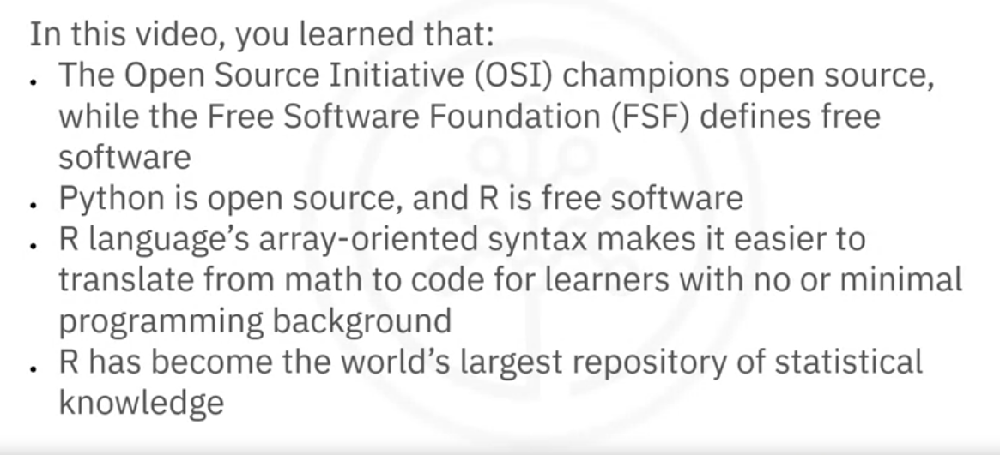 In this video, you learned that:
• The Open Source Initiative (OSI) champions open source,
while the Free Software Foundation (FSF) defines free
software
• Python is open source, and R is free software
• R language’s array-oriented syntax makes it easier to
translate from math to code for learners with no or minimal
programming background
• R has become the world’s largest repository of statistical
knowledge